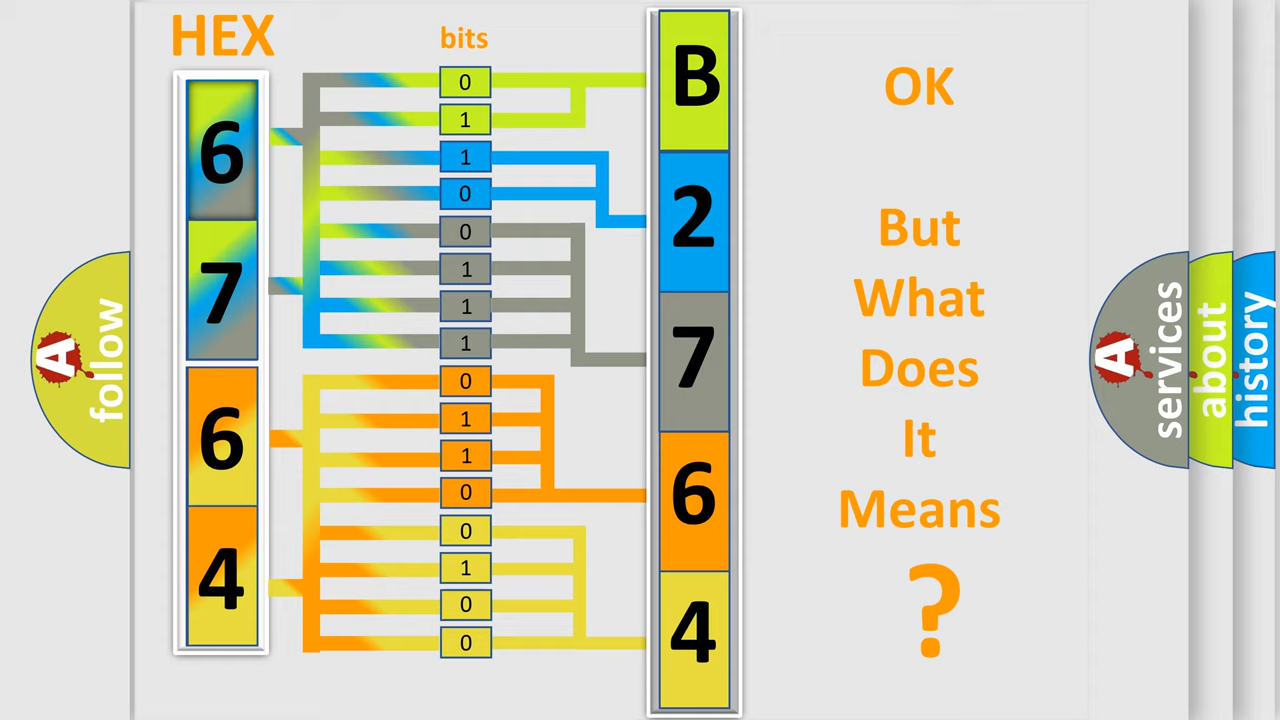 HEX
bits
6
7
6
4
0
1
1
0
0
1
1
1
0
1
1
0
0
1
0
0
B
2
7
6
4
OK
But
What
Does
It
Means
?
A
follow
A
services
about
history